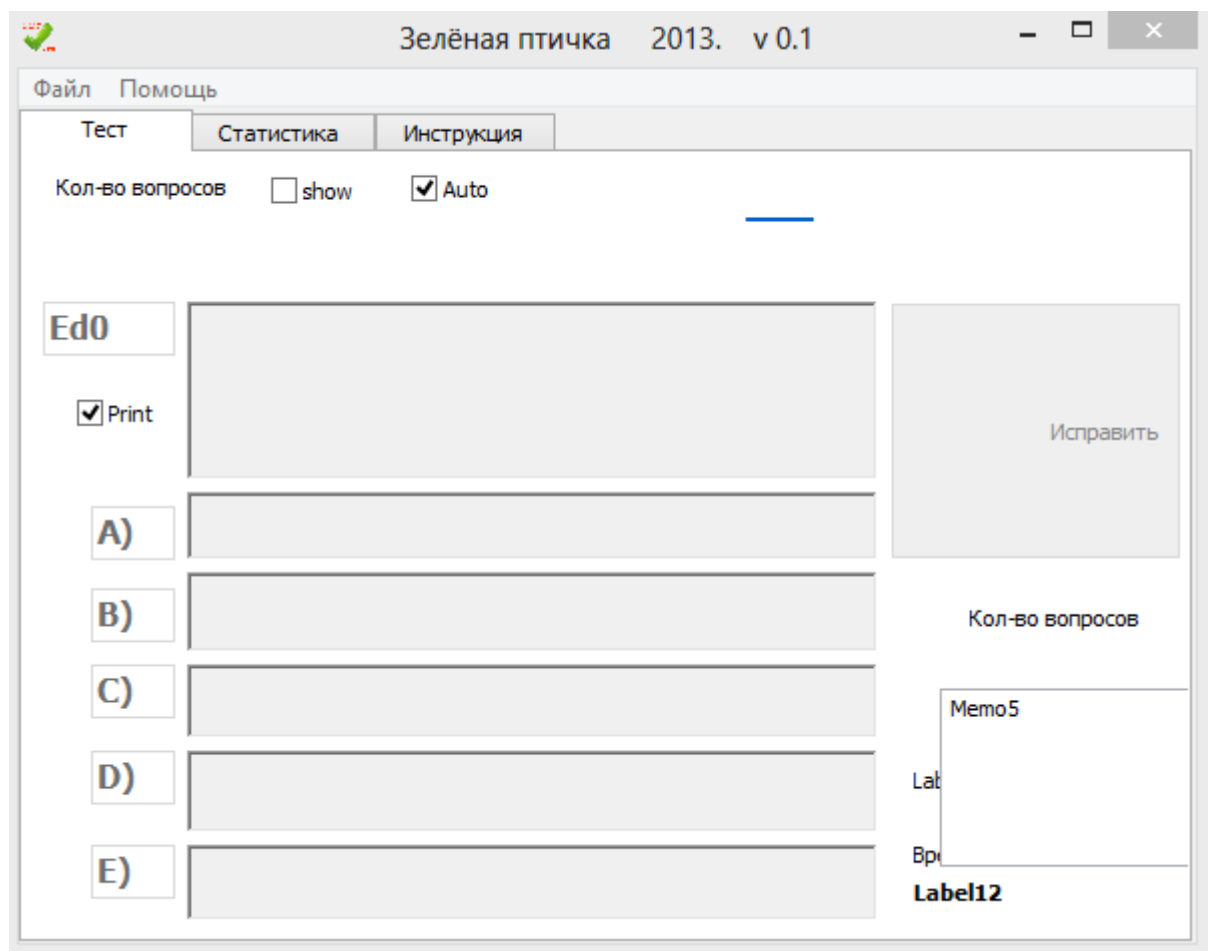 Зелёная птичка 2013. v 0.1
Файл Помощь
Тест Статистика Инструкция
Кол-во вопросов show Auto
Ed0
Print
Исправить
A)
B)
Кол-во вопросов
C)
Memo5
D)
E)
Label12